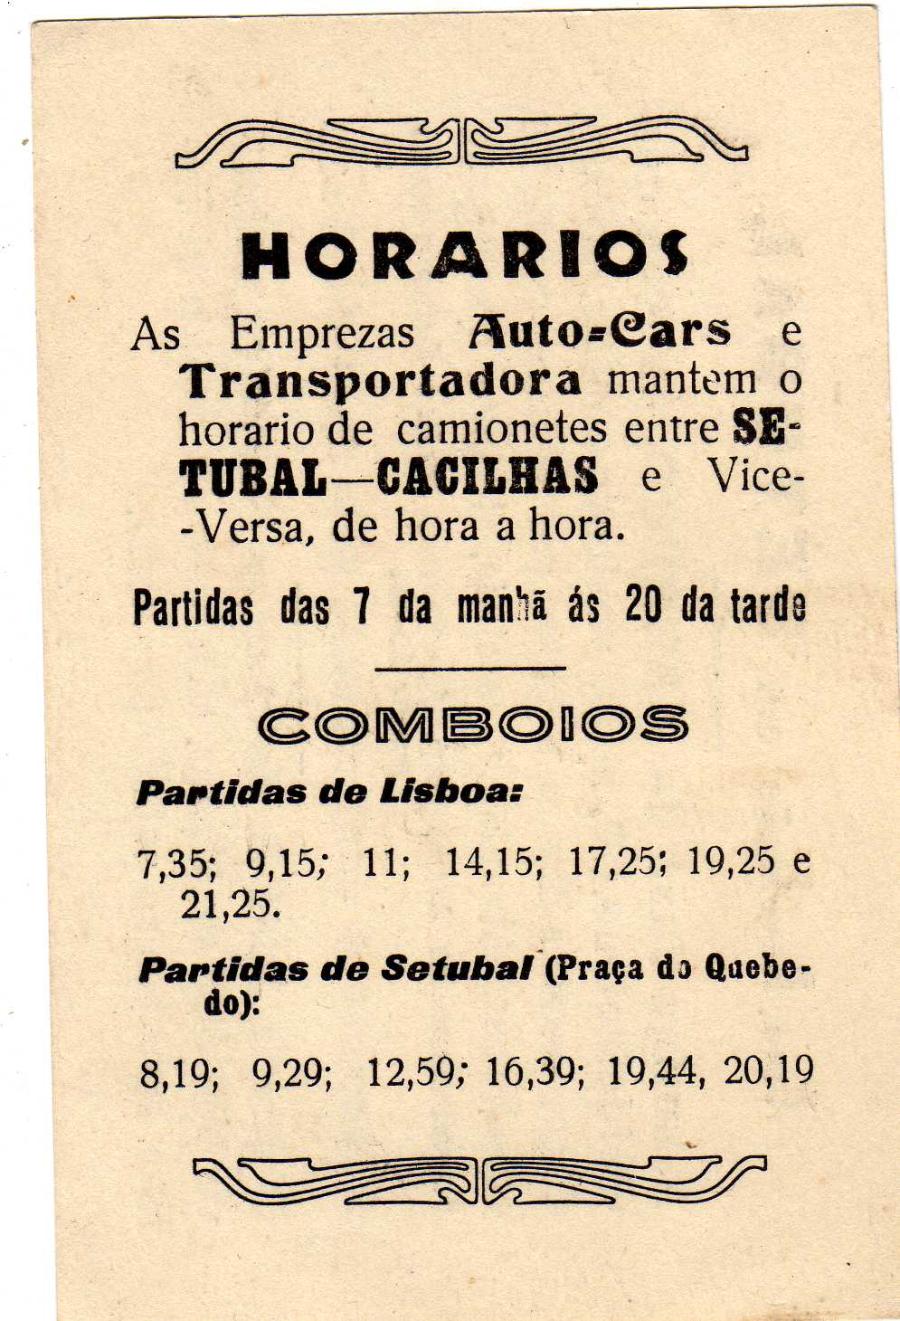 HORARIOS
As Emprezas Auto-Cars e
Transportadora mantem o
horario de camionetes entre SE-
TUBAL—CACILHAS e Vice-
-Versa, de hora a hora.
Partidas das 7 da manhã ás 20 da tarde
COMBOIOS
Partidas de Lisboa:
7,35; 9,15; 11; 14,15; 17,25; 19,25 e
21,25.
Partidas de Setubal (Praça do Quebe-
do):
8,19; 9,29; 12,59; 16,39; 19,44, 20,19